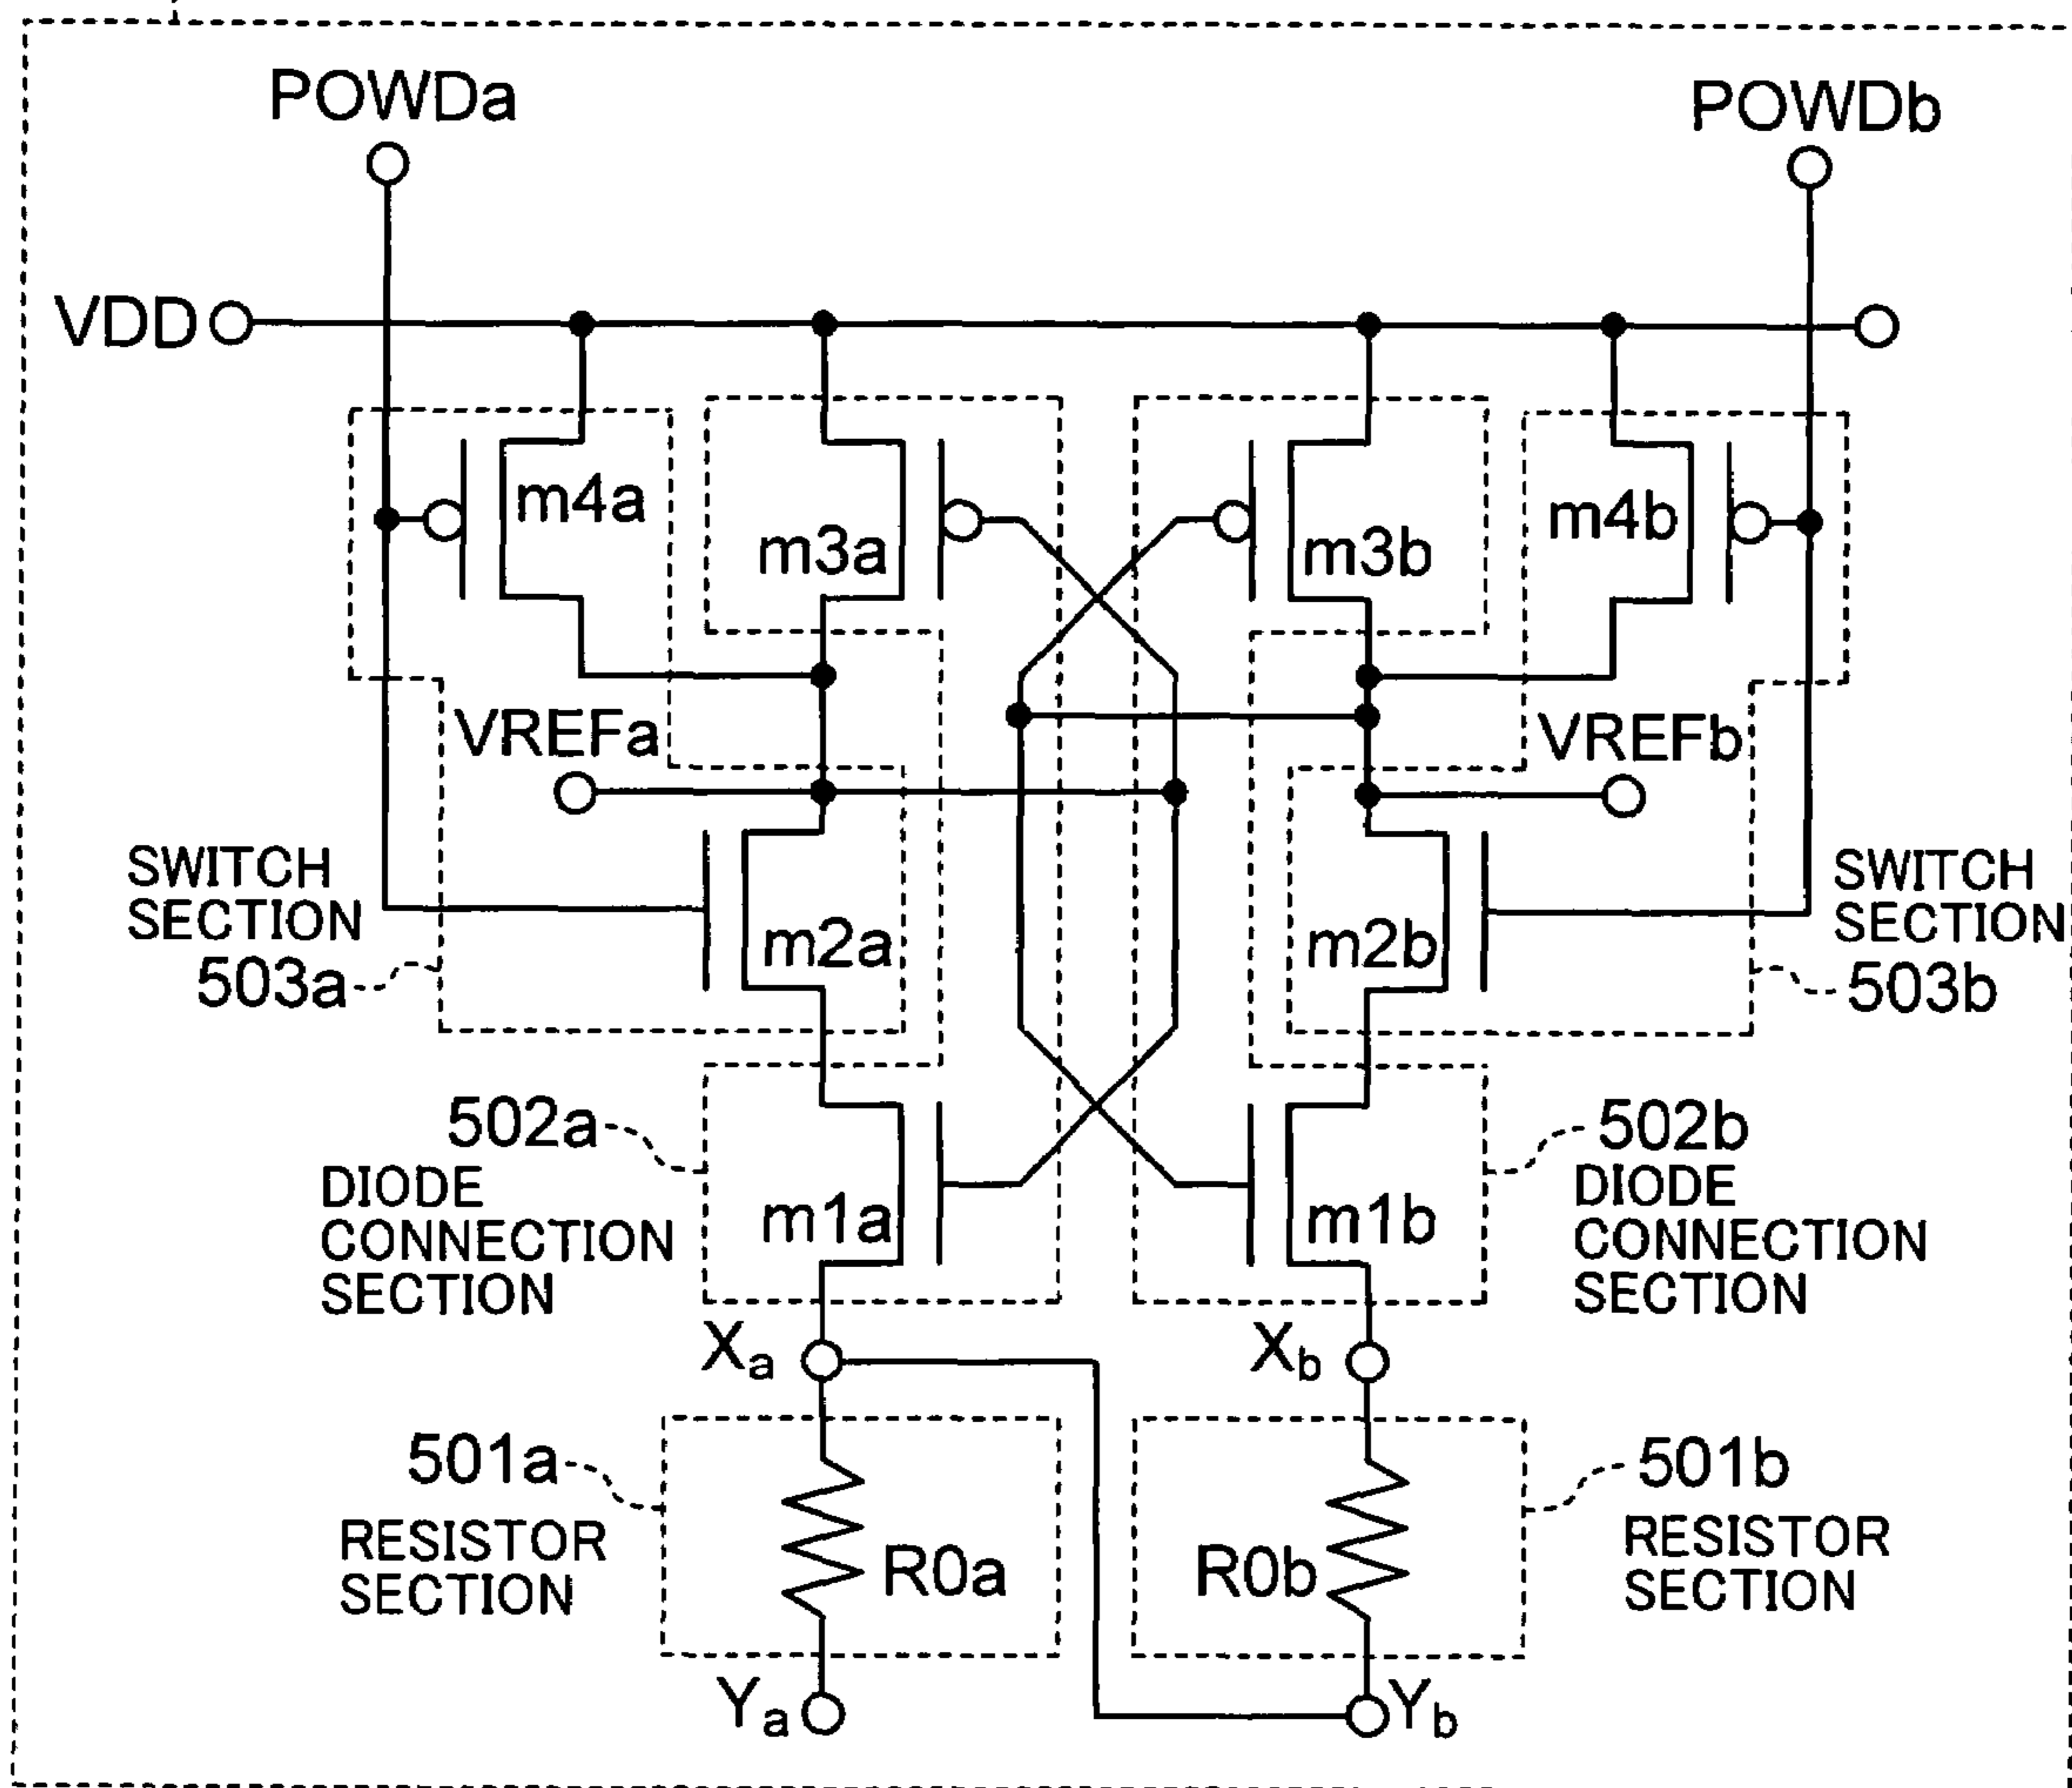 POWDa
POWDb
VDD
m4a
m3a
m3b
m4b
VREFa
VREFb
SWITCH
SECTION
503a
m2a
m2b
SWITCH
SECTION
503b
502a
DIODE
CONNECTION
SECTION
m1a
m1b
502b
DIODE
CONNECTION
SECTION
Xa
Xb
501a
RESISTOR
SECTION
R0a
R0b
501b
RESISTOR
SECTION
Ya
Yb